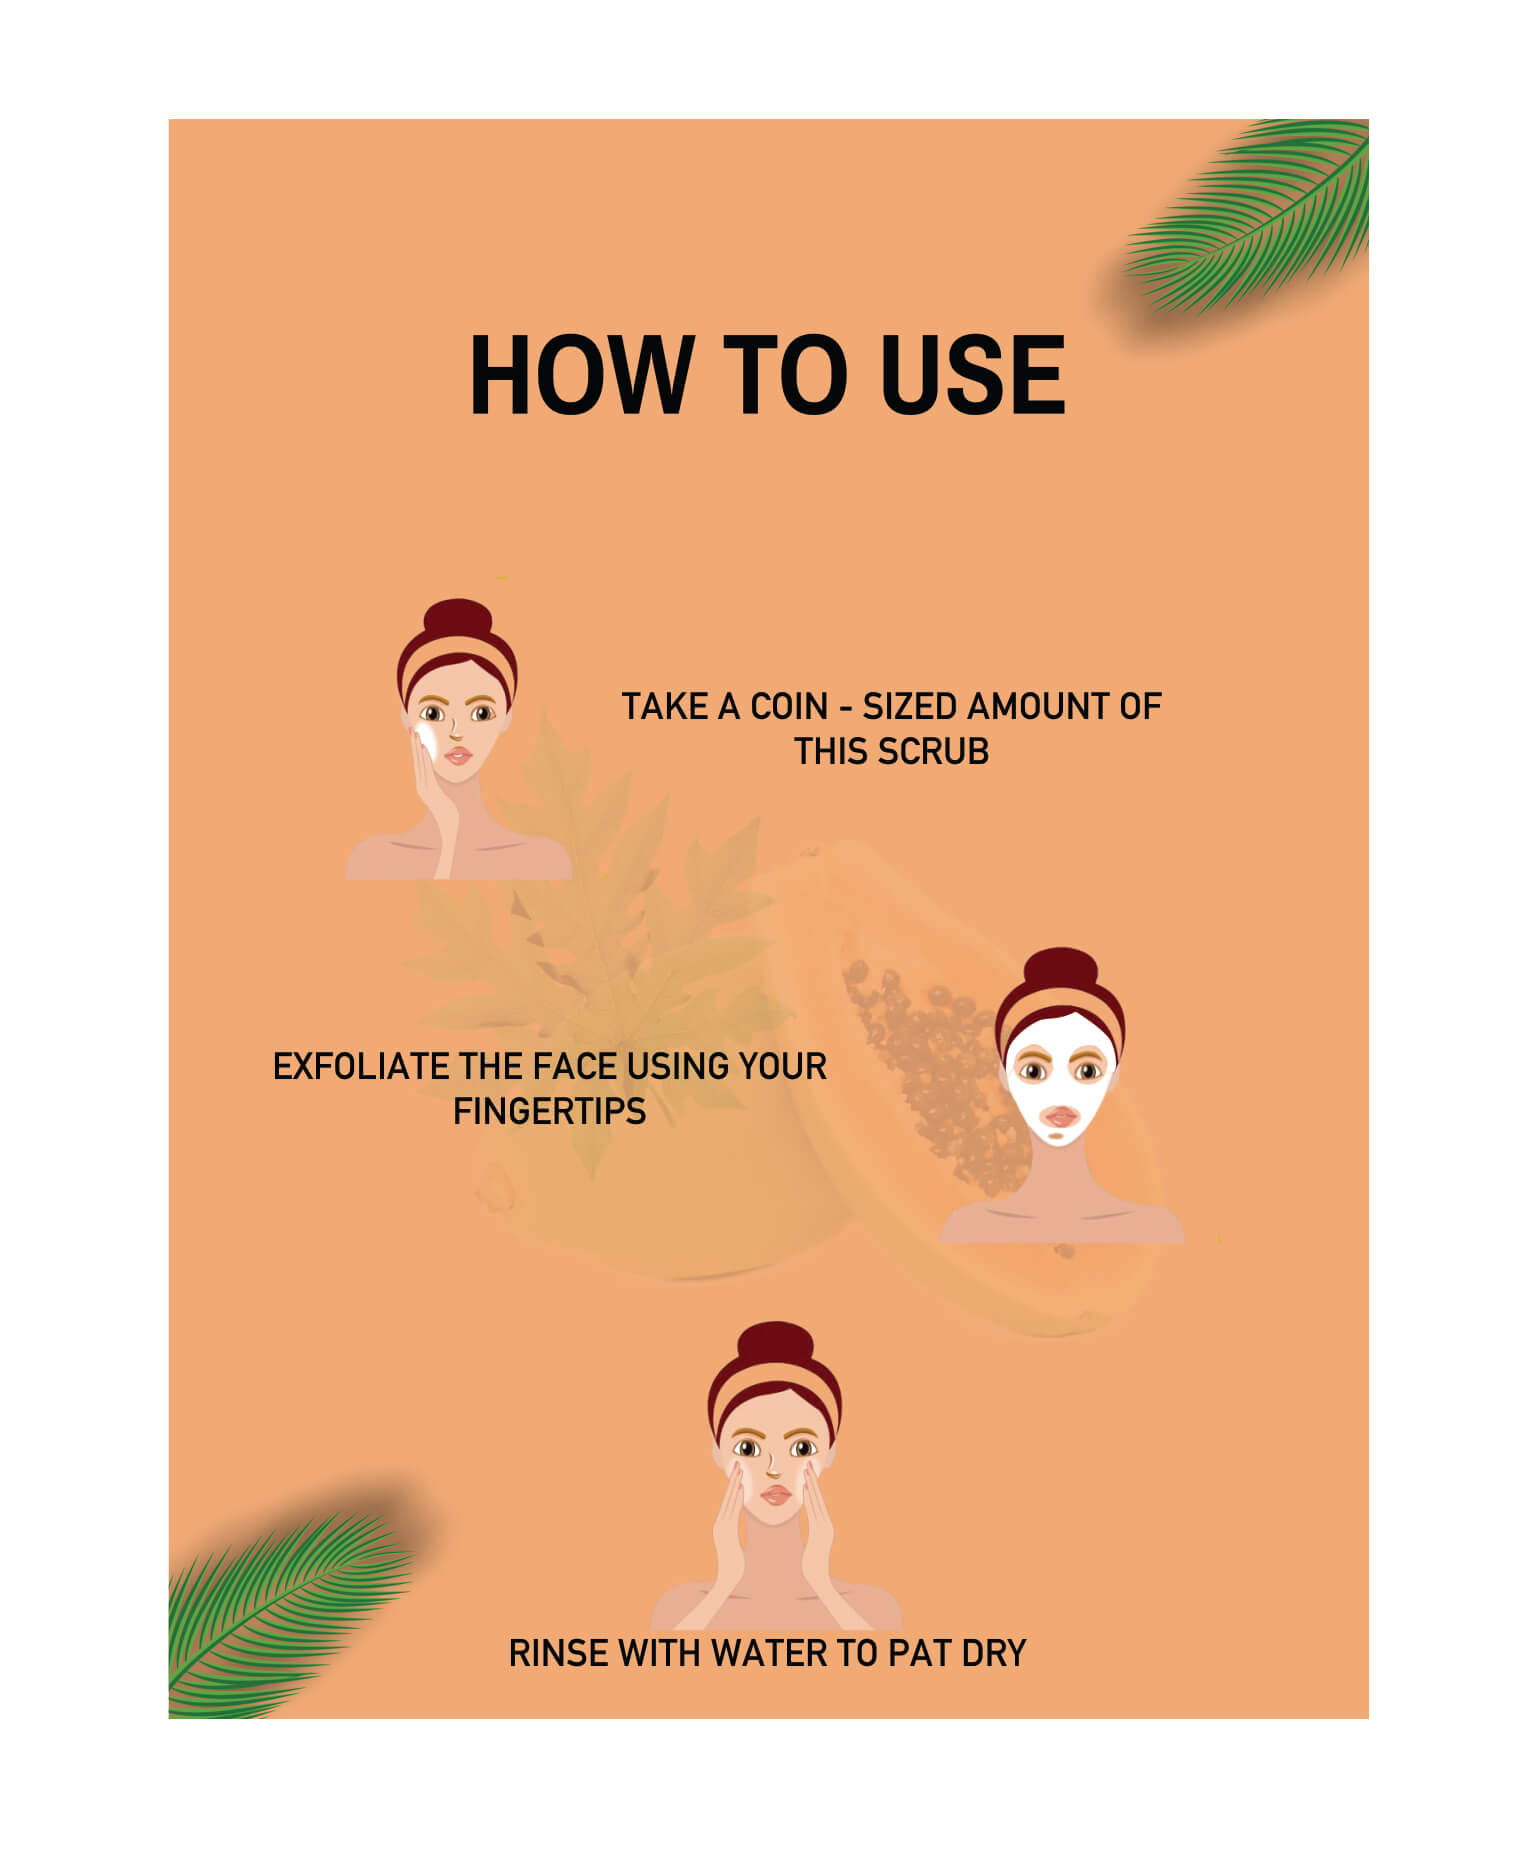 HOW TO USE
TAKE A COIN - SIZED AMOUNT OF
THIS SCRUB
EXFOLIATE THE FACE USING YOUR
FINGERTIPS
RINSE WITH WATER TO PAT DRY